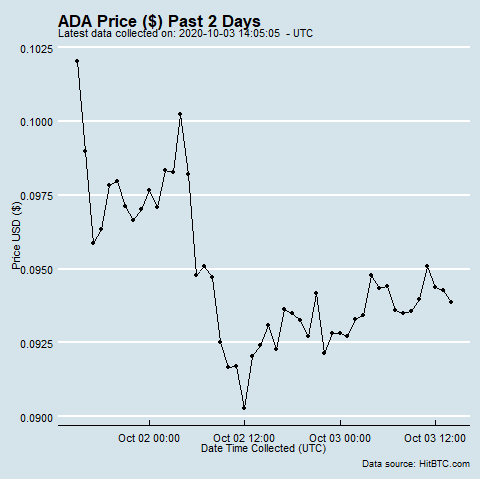 ADA Price ($) Past 2 Days
Latest data collected on: 2020-10-03 14:05:05 - UTC
0.1025
0.1000
0.0975
0.0950
0.0925
0.0900
Price USD ($)
Oct 02 00:00 Oct 02 12:00 Oct 03 00:00 Oct 03 12:00
Date Time Collected (UTC)
Data source: HitBTC.com